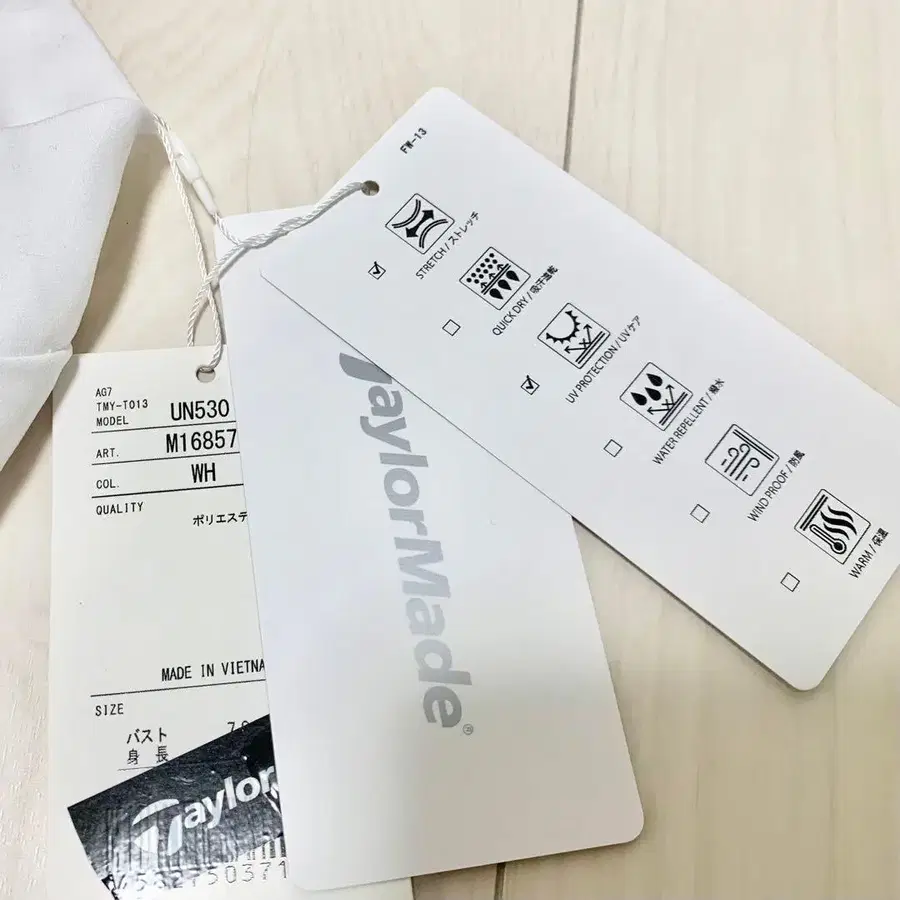 FW-13
STRETCH / ストレッチ
QUICK DRY / 吸汗速乾
UV PROTECTION / UVケア
WATER REPELLENT / 撥水
WIND PROOF / 防風
WARM / 保温
TaylorMade®
AG7
TMY-T013
MODEL UN530
ART. M16857
COL. WH
QUALITY
ポリエステ
MADE IN VIETNA
SIZE
バスト
身長
Taylor